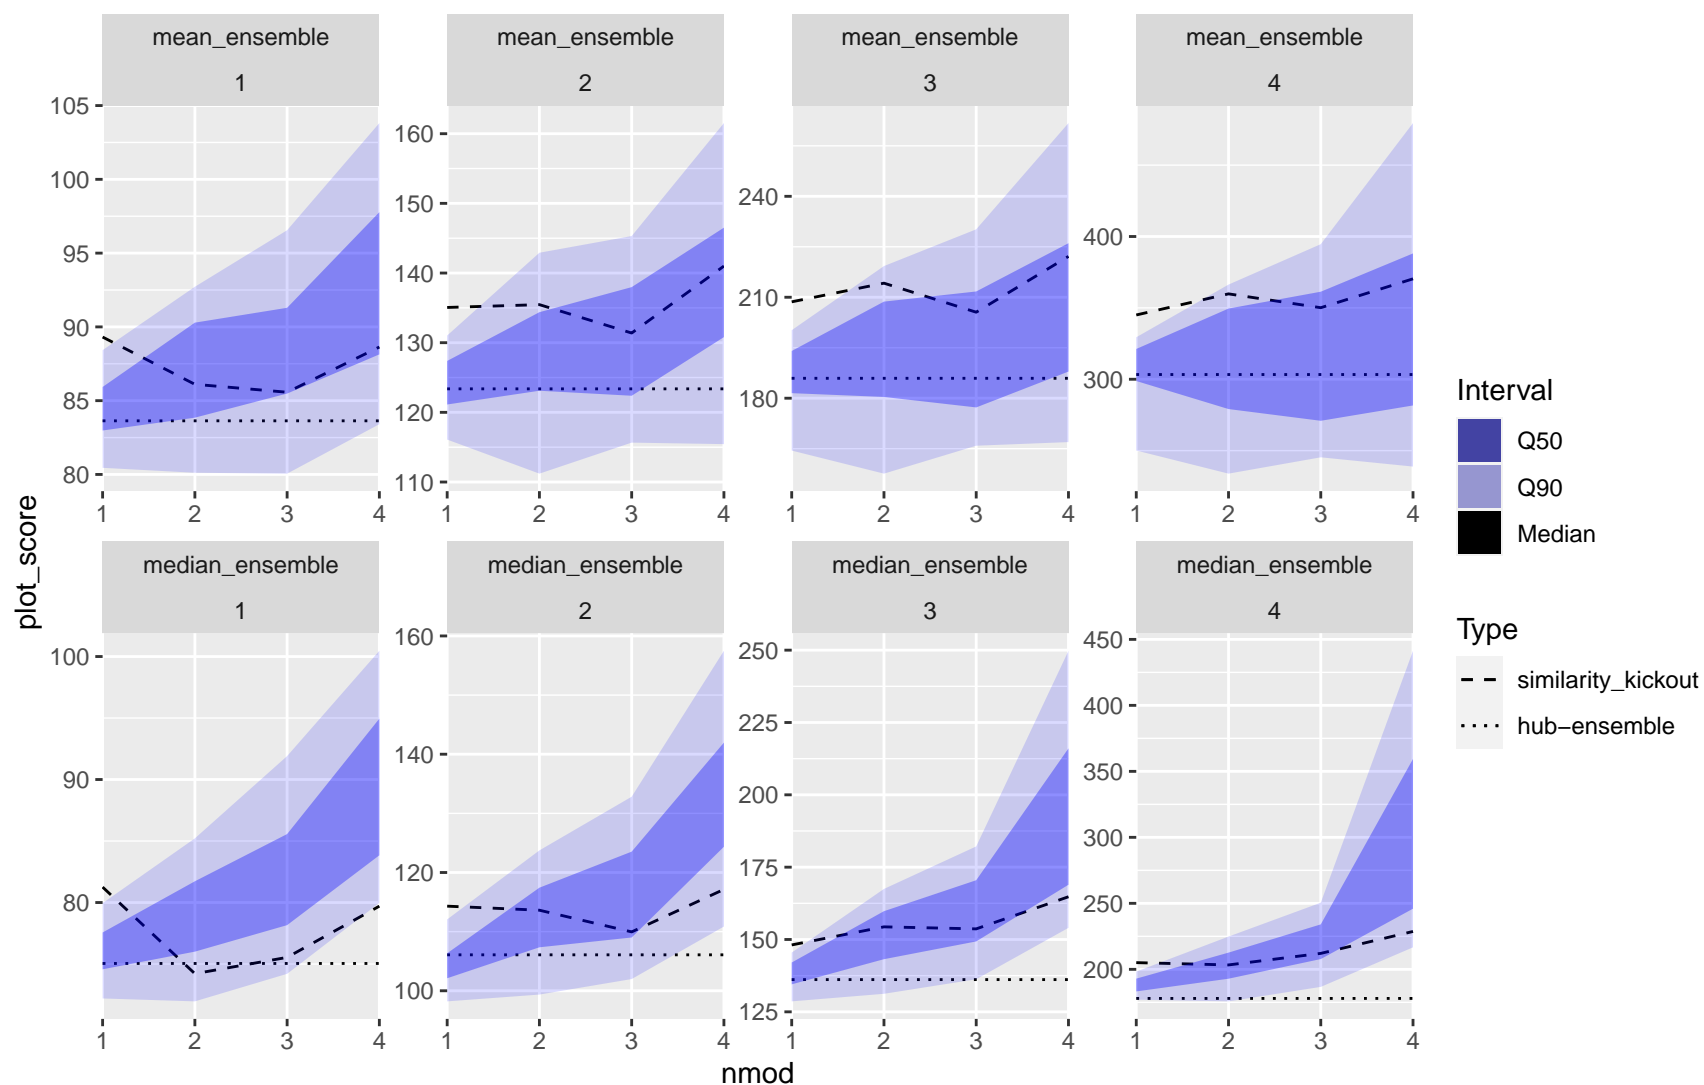 mean_ensemble
1
mean_ensemble
2
mean_ensemble
3
mean_ensemble
4
105
100
95
90
85
80
160
150
140
130
120
110
240
210
180
400
300
1 2 3 4
1 2 3 4
1 2 3 4
1 2 3 4
median_ensemble
1
median_ensemble
2
median_ensemble
3
median_ensemble
4
100
90
80
160
140
120
100
250
225
200
175
150
125
450
400
350
300
250
200
1 2 3 4
1 2 3 4
1 2 3 4
1 2 3 4
plot_score
nmod
Interval
Q50
Q90
Median
Type
similarity_kickout
hub−ensemble